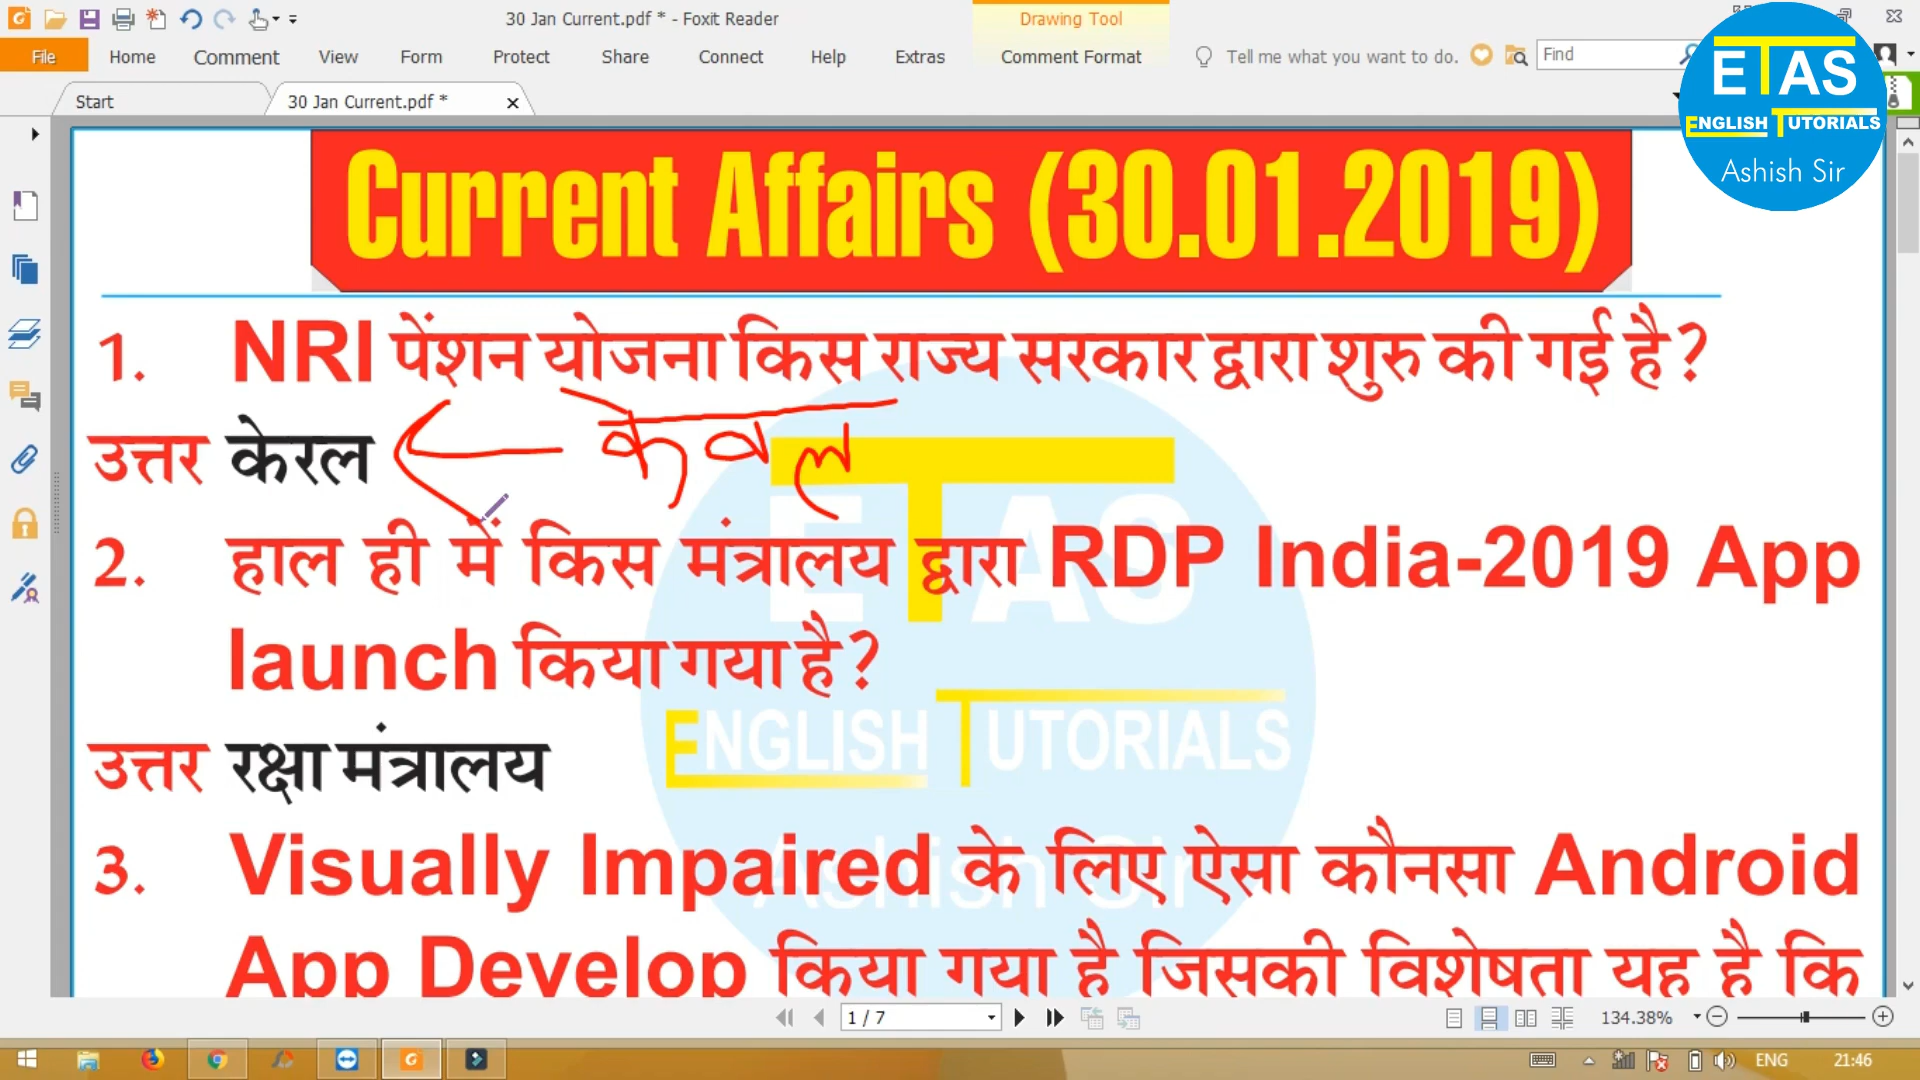 30 Jan Current.pdf * - Foxit Reader
Drawing Tool
File Home Comment View Form Protect Share Connect Help Extras Comment Format Tell me what you want to do. Find
Start 30 Jan Current.pdf *
ETAS
ENGLISH TUTORIALS
Ashish Sir
Current Affairs (30.01.2019)
1. NRI पेंशन योजना किस राज्य सरकार द्वारा शुरु की गई है?
उत्तर केरल केवल
2. हाल ही में किस मंत्रालय द्वारा RDP India-2019 App
launch किया गया है?
उत्तर रक्षा मंत्रालय
3. Visually Impaired के लिए ऐसा कौनसा Android
App Develop किया गया है जिसकी विशेषता यह है कि
ETAS
ENGLISH TUTORIALS
Ashish Sir
1 / 7
134.38%
ENG 21:46